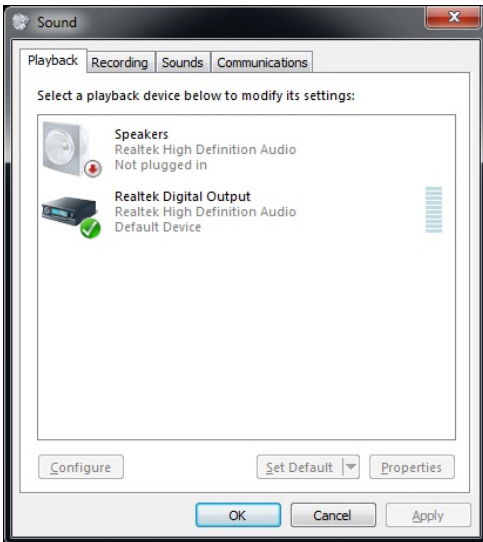 Sound
Playback Recording Sounds Communications
Select a playback device below to modify its settings:
Speakers
Realtek High Definition Audio
Not plugged in
Realtek Digital Output
Realtek High Definition Audio
Default Device
Configure Set Default Properties
OK Cancel Apply